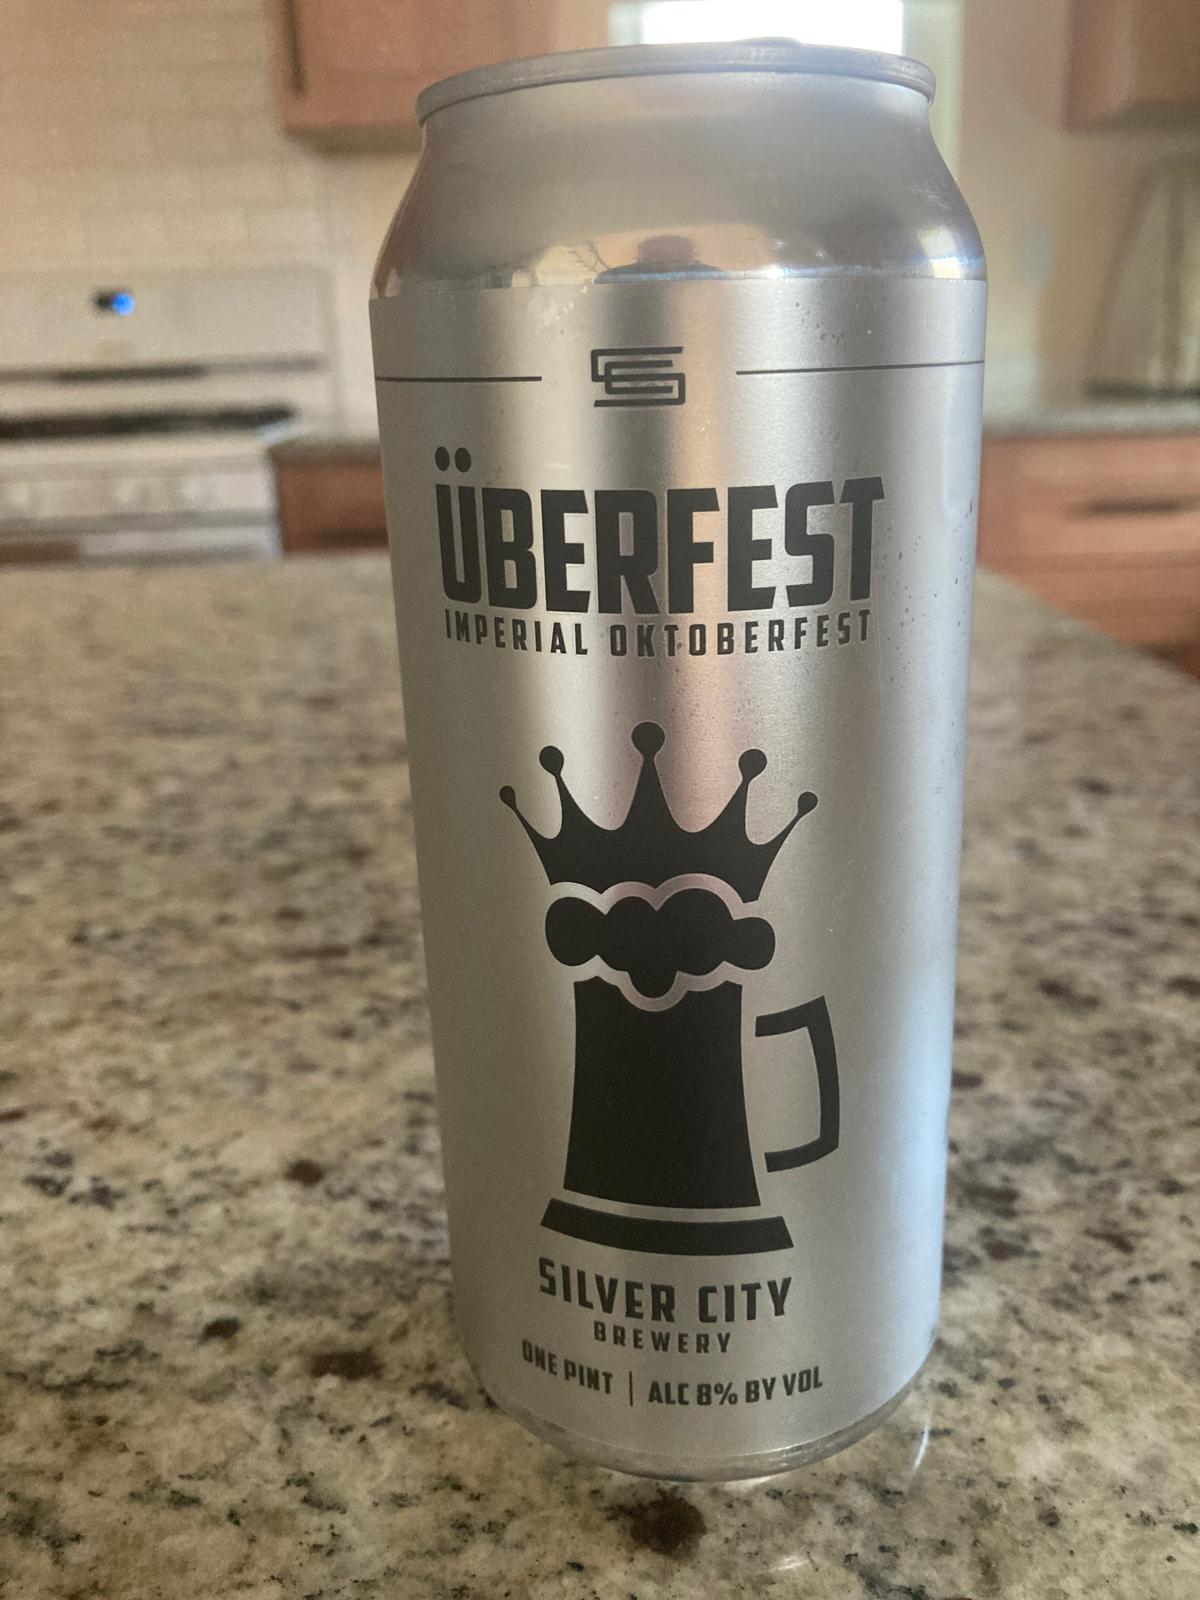 ÜBERFEST
IMPERIAL OKTOBERFEST
SILVER CITY
BREWERY
ONE PINT | ALC 8% BY VOL